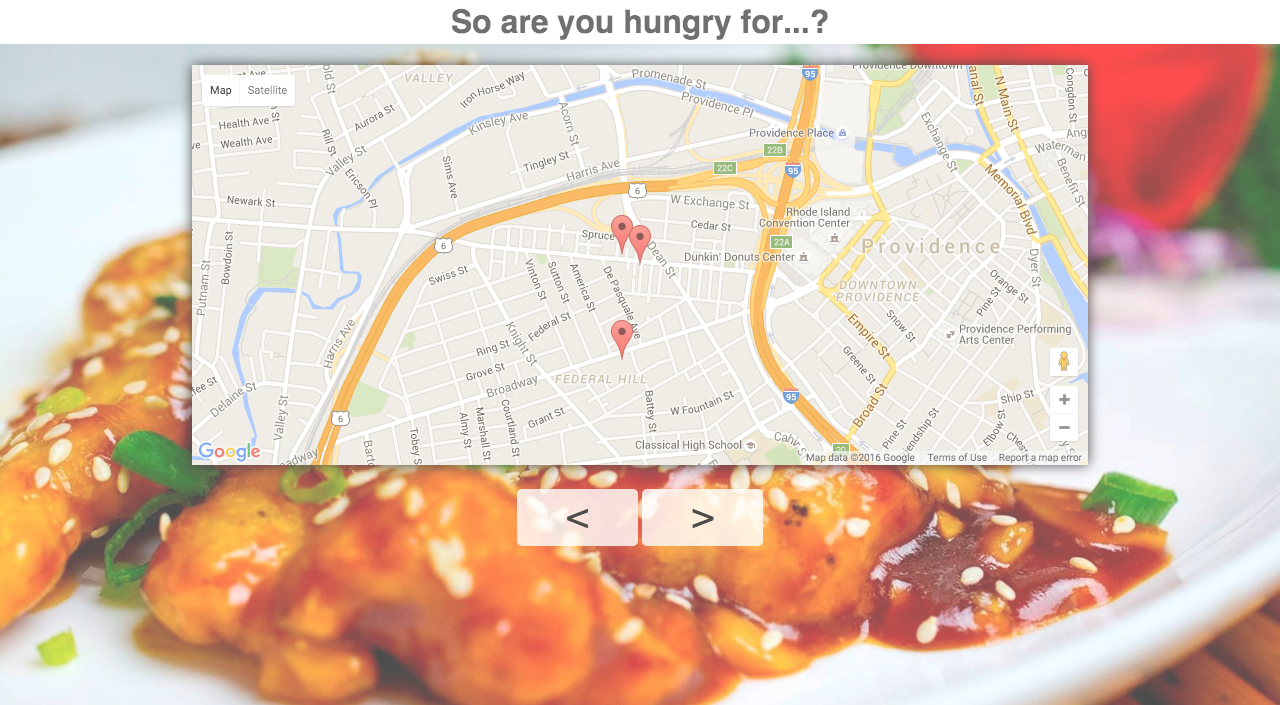 So are you hungry for...?
Map Satellite
VALLEY
Iron Horse Way
Promenade St
Providence Pl
95
Providence Downtown
Canal St
N Main St
Congdon St
Health Ave
Wealth Ave
Aurora St
Rill St
Valley St
Ericson Pl
Kinsley Ave
Acorn St
Sims Ave
Tingley St
Harris Ave
22B
22C
Providence Place
Exchange St
Waterman
Benefit St
Memorial Blvd
95
6
W Exchange St
Newark St
Cedar St
Rhode Island
Convention Center
22A
Providence
Dunkin' Donuts Center
Spruce
Dean St
6
Bowdoin St
Putnam St
Swiss St
Vinton St
Sutton St
America St
De Pasquale Ave
DOWNTOWN
PROVIDENCE
Dyer St
Orange St
Pine St
Snow St
Empire St
Providence Performing
Arts Center
Knight St
Federal St
Ring St
Grove St
Broadway
FEDERAL HILL
Harris Ave
Greene St
Delaine St
Valley St
6
95
Broad St
Ship St
+
−
Grant St
Battey St
W Fountain St
Tobey St
Almy St
Marshall St
Courtland St
Classical High School
Pine St
Elbow St
Google
Map data ©2016 Google Terms of Use Report a map error
< >